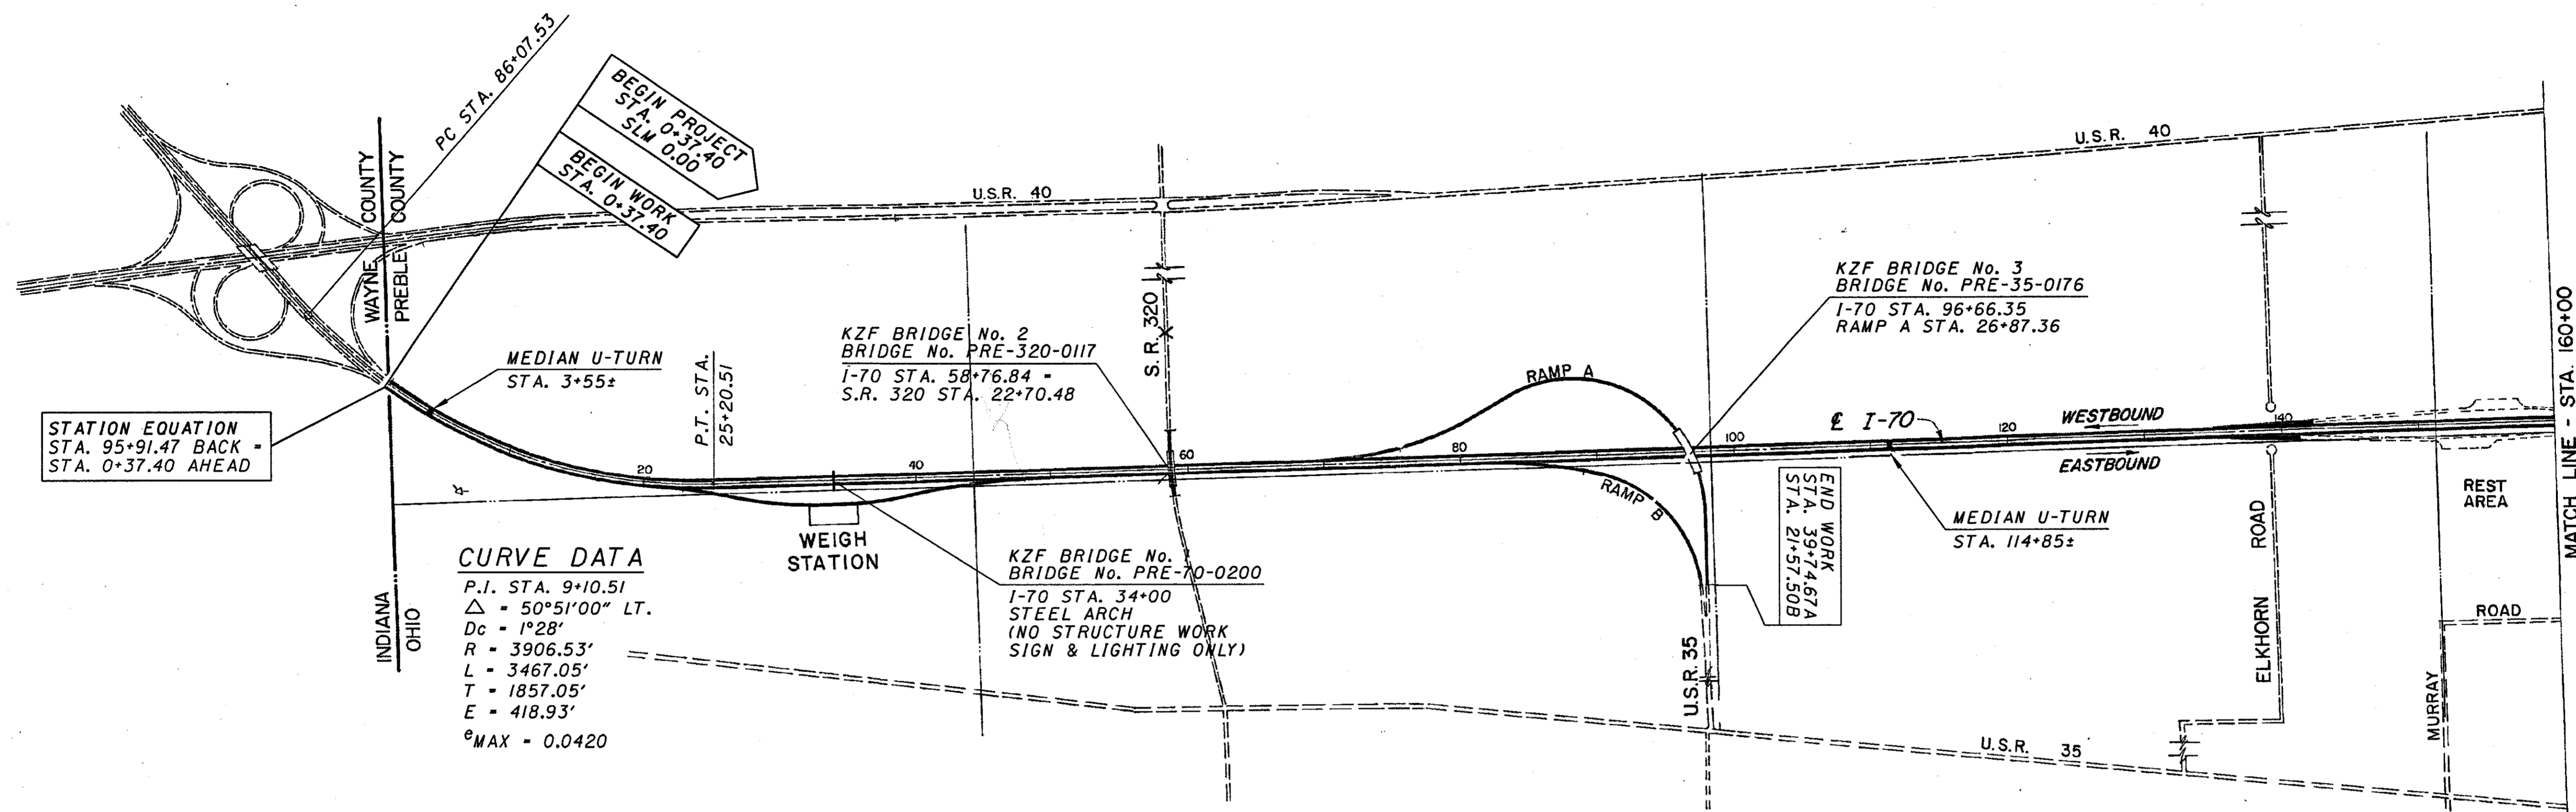 PC STA. 86+07.53
BEGIN PROJECT
STA. 0+37.40
SLM 0.00
BEGIN WORK
STA. 0+37.40
WAYNE COUNTY
PREBLE COUNTY
U.S.R. 40
U.S.R. 40
STATION EQUATION
STA. 95+91.47 BACK =
STA. 0+37.40 AHEAD
MEDIAN U-TURN
STA. 3+55±
P.T. STA.
25+20.51
KZF BRIDGE No. 2
BRIDGE No. PRE-320-0117
I-70 STA. 58+76.84 =
S.R. 320 STA. 22+70.48
S.R. 320
KZF BRIDGE No. 3
BRIDGE No. PRE-35-0176
I-70 STA. 96+66.35
RAMP A STA. 26+87.36
RAMP A
RAMP B
20
40
60
80
100
120
140
℄ I-70
WESTBOUND
EASTBOUND
WEIGH
STATION
KZF BRIDGE No. 1
BRIDGE No. PRE-70-0200
I-70 STA. 34+00
STEEL ARCH
(NO STRUCTURE WORK
SIGN & LIGHTING ONLY)
END WORK
STA. 39+74.67A
STA. 21+57.50B
MEDIAN U-TURN
STA. 114+85±
REST
AREA
MATCH LINE - STA. 160+00
CURVE DATA
P.I. STA. 9+10.51
△ = 50°51'00" LT.
Dc = 1°28'
R = 3906.53'
L = 3467.05'
T = 1857.05'
E = 418.93'
eMAX = 0.0420
INDIANA
OHIO
U.S.R. 35
U.S.R. 35
ELKHORN ROAD
MURRAY
ROAD